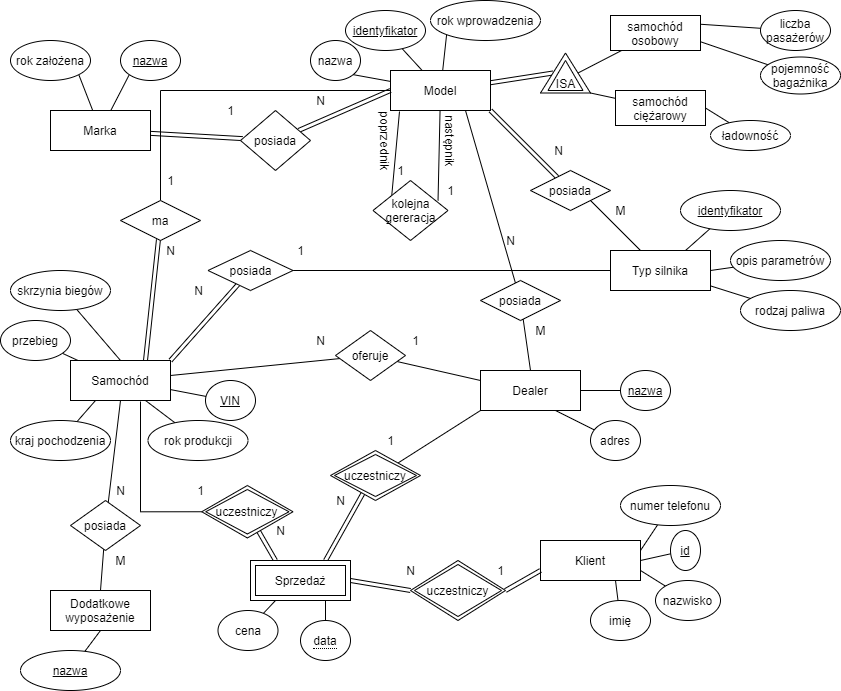 identyfikator
rok wprowadzenia
samochód
osobowy
liczba
pasażerów
rok założena
nazwa
nazwa
ISA
pojemność
bagażnika
Model
samochód
ciężarowy
Marka
1
N
posiada
poprzednik
następnik
ładowność
N
1
1
kolejna
gereracja
posiada
M
1
ma
identyfikator
N
N
1
posiada
N
Typ silnika
opis parametrów
skrzynia biegów
posiada
rodzaj paliwa
M
przebieg
N
oferuje
1
Samochód
VIN
Dealer
nazwa
kraj pochodzenia
rok produkcji
adres
1
uczestniczy
N
1
N
uczestniczy
N
posiada
M
numer telefonu
id
Klient
N
1
uczestniczy
Sprzedaż
Dodatkowe
wyposażenie
nazwisko
imię
cena
data
nazwa